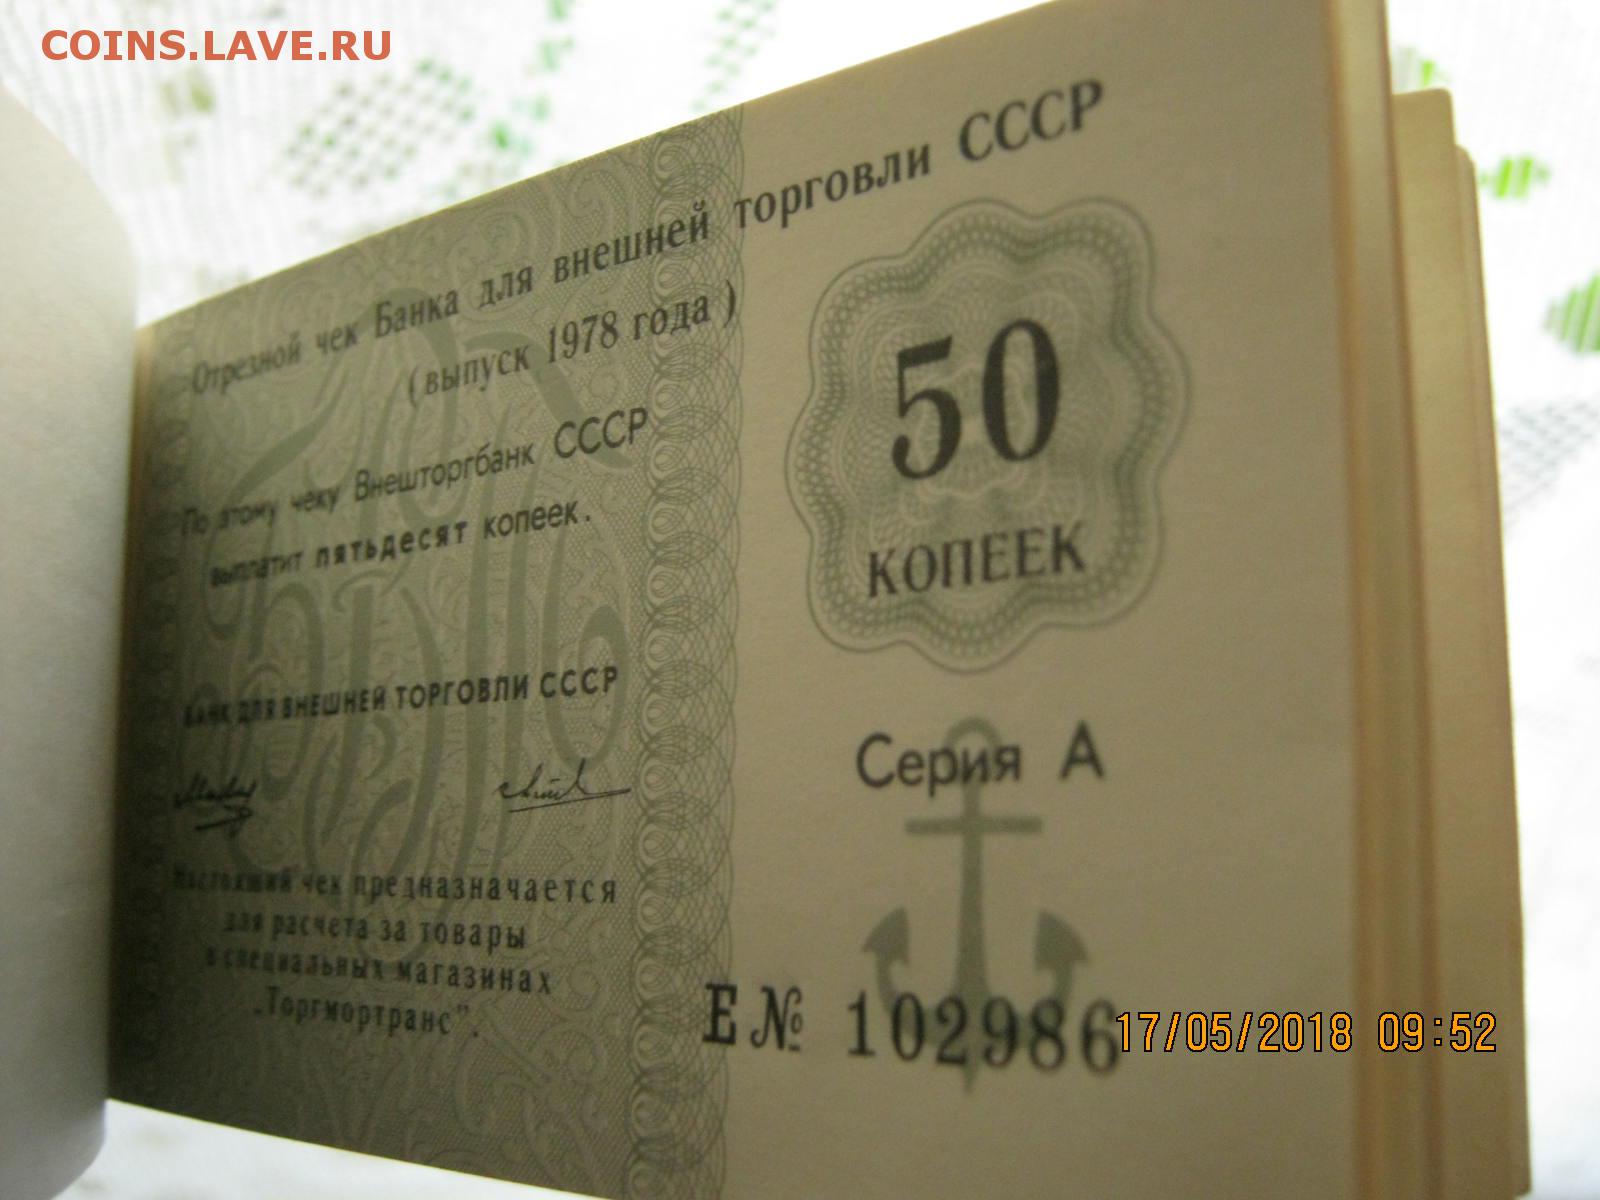 COINS.LAVE.RU
Отрезной чек Банка для внешней торговли СССР
( выпуск 1978 года )
По этому чеку Внешторгбанк СССР
выплатит пятьдесят копеек.
50
КОПЕЕК
БАНК ДЛЯ ВНЕШНЕЙ ТОРГОВЛИ СССР
Серия А
Настоящий чек предназначается
для расчета за товары
в специальных магазинах
„Торгмортранс”.
Е № 102986
17/05/2018 09:52